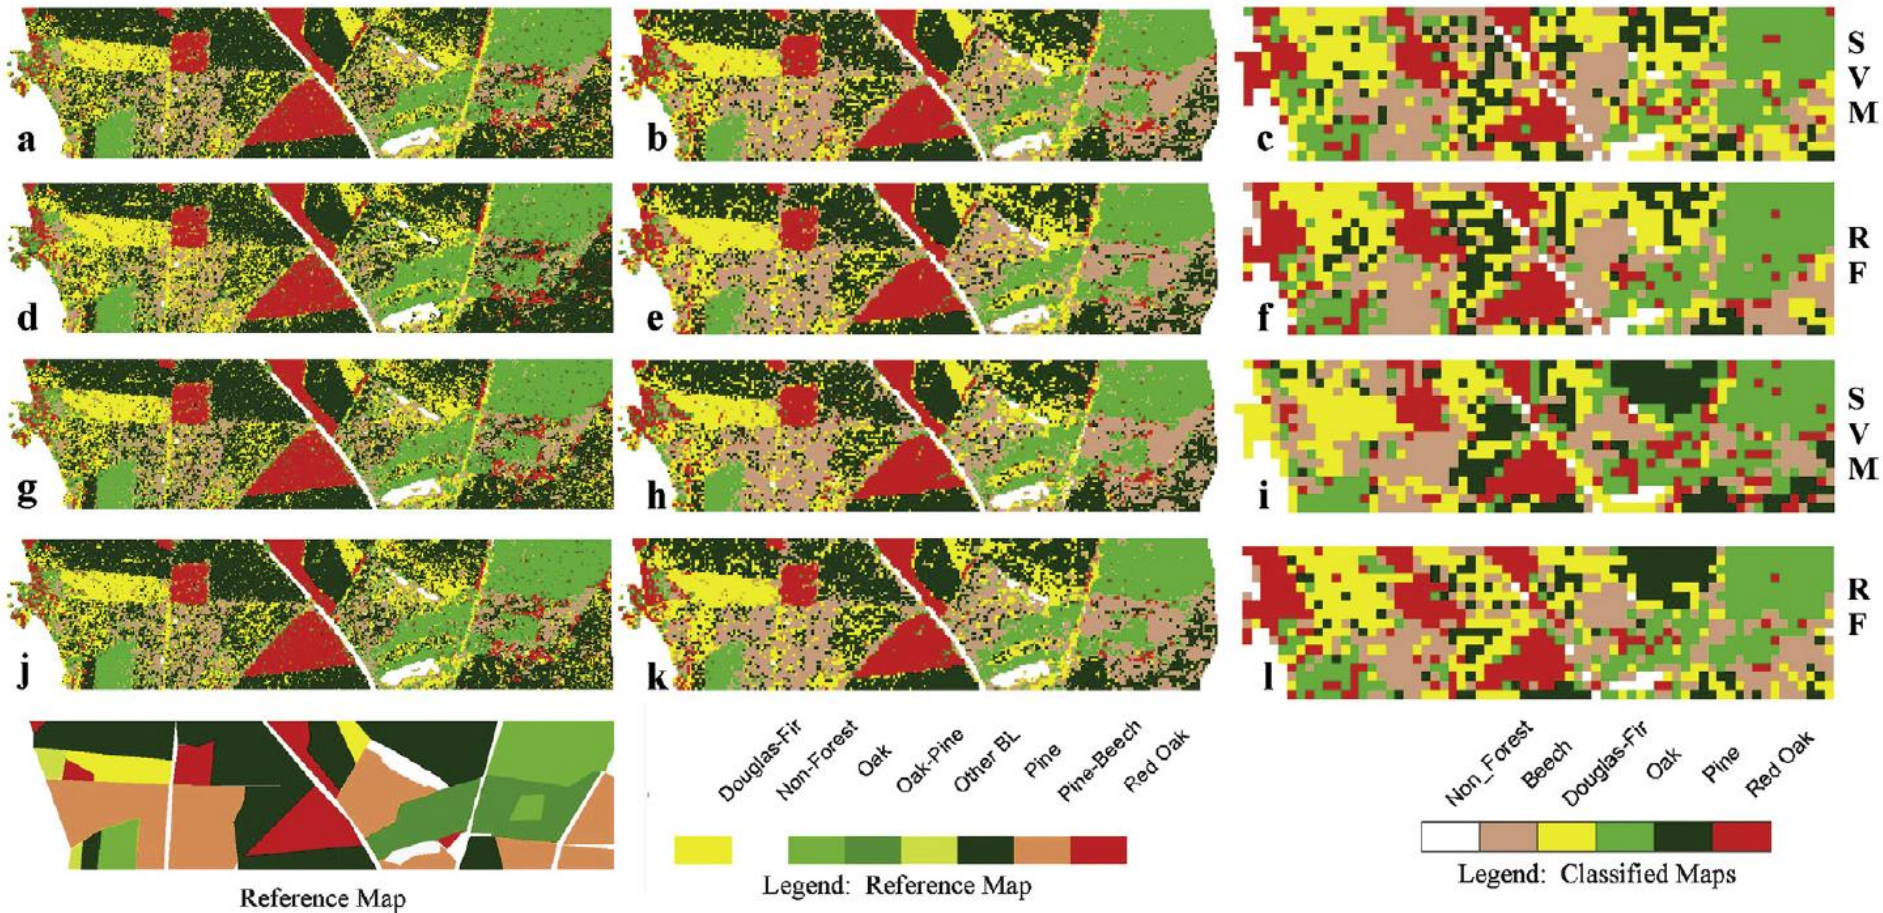 a
b
c
S
V
M
d
e
f
R
F
g
h
i
S
V
M
j
k
l
R
F
Reference Map
Douglas-Fir
Non-Forest
Oak
Oak-Pine
Other BL
Pine
Pine-Beech
Red Oak
Legend: Reference Map
Non_Forest
Beech
Douglas-Fir
Oak
Pine
Red Oak
Legend: Classified Maps